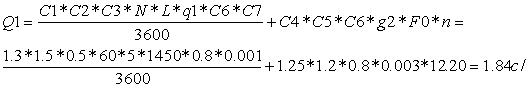 Q1 = \frac{C1*C2*C3*N*L*q1*C6*C7}{3600} + C4*C5*C6*g2*F0*n =
\frac{1.3*1.5*0.5*60*5*1450*0.8*0.001}{3600} + 1.25*1.2*0.8*0.003*12.20 = 1.84c/